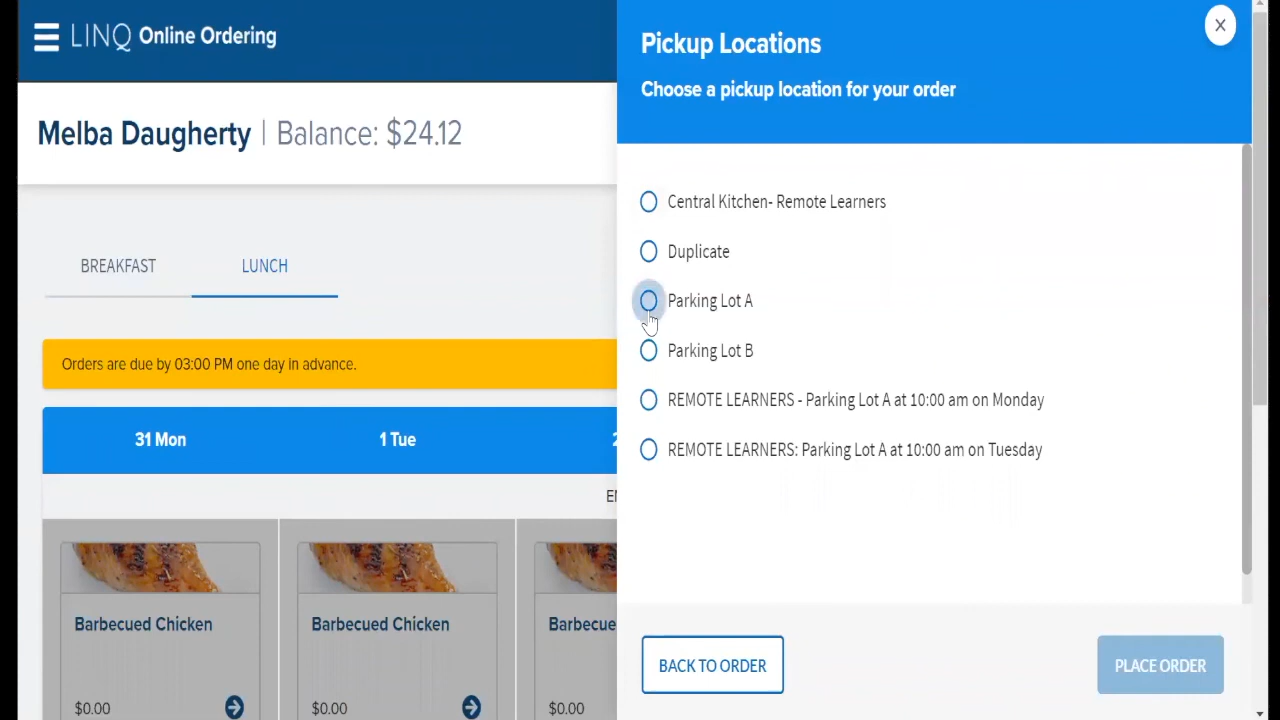 LINQ Online Ordering
Melba Daugherty | Balance: $24.12
BREAKFAST LUNCH
Orders are due by 03:00 PM one day in advance.
31 Mon 1 Tue
Barbecued Chicken Barbecued Chicken
$0.00 $0.00 $0.00
Pickup Locations
Choose a pickup location for your order
Central Kitchen- Remote Learners
Duplicate
Parking Lot A
Parking Lot B
REMOTE LEARNERS - Parking Lot A at 10:00 am on Monday
REMOTE LEARNERS: Parking Lot A at 10:00 am on Tuesday
BACK TO ORDER PLACE ORDER